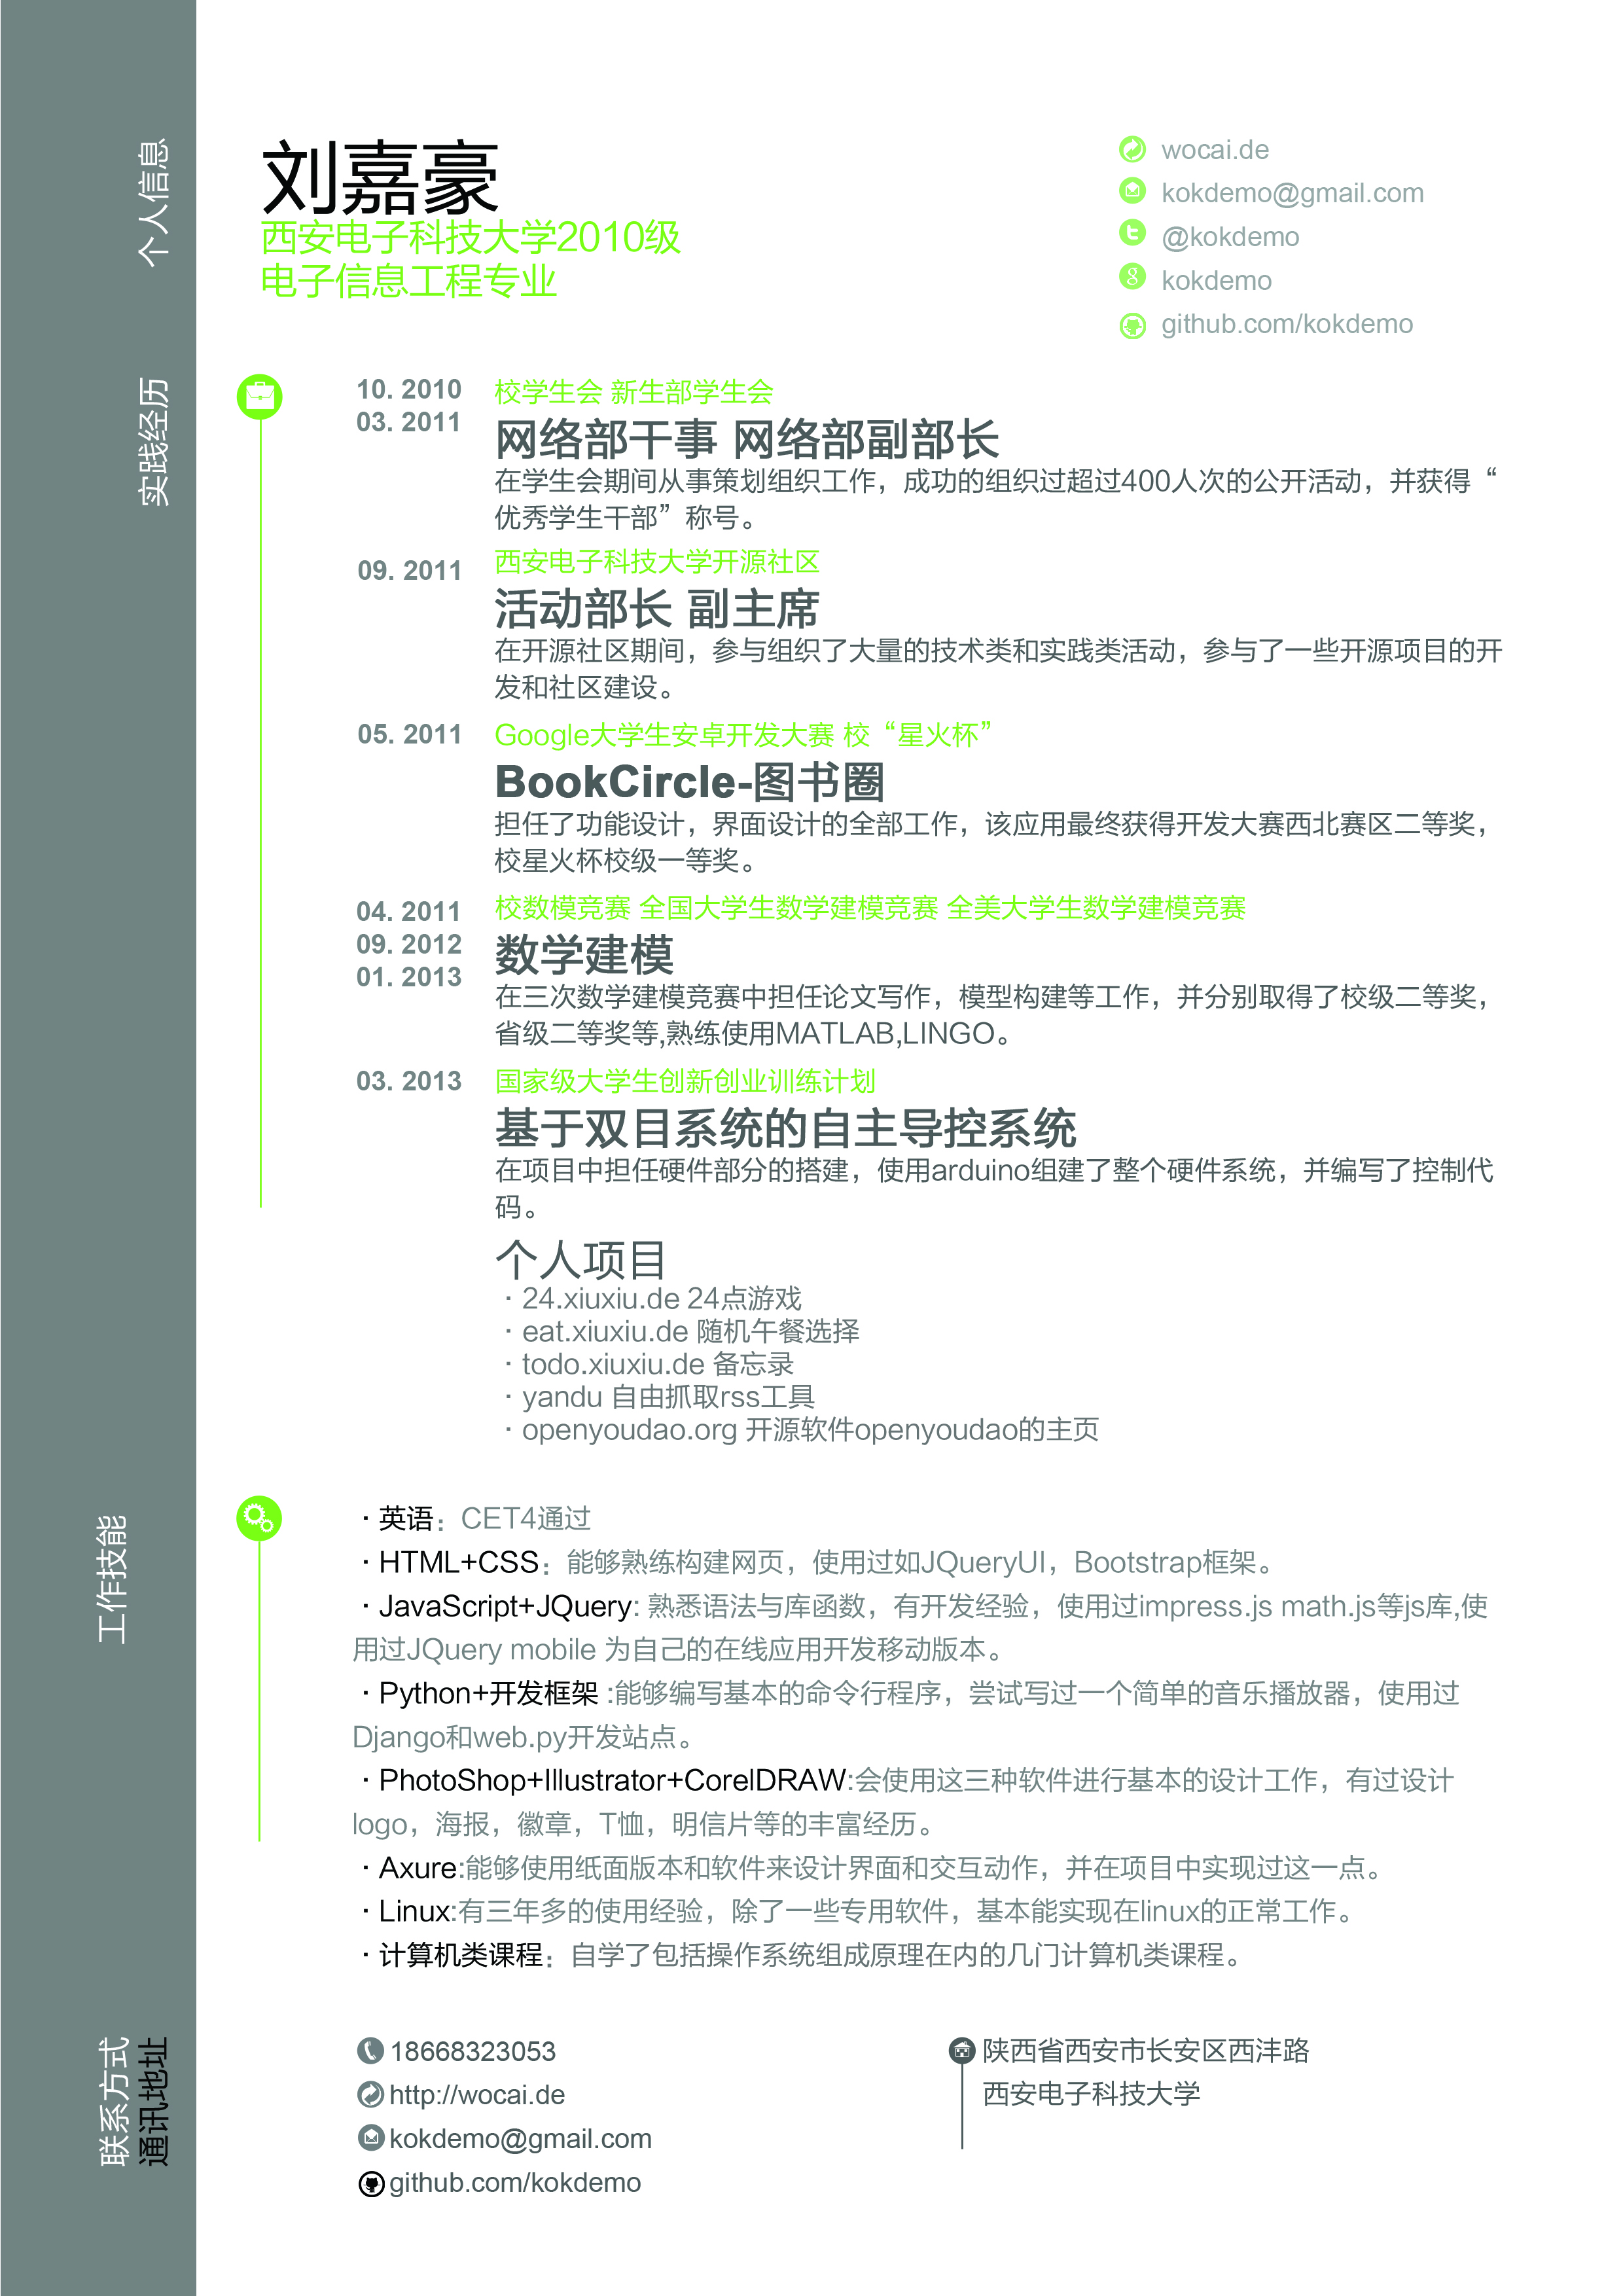 个人信息
刘嘉豪
西安电子科技大学2010级
电子信息工程专业
wocai.de
kokdemo@gmail.com
@kokdemo
kokdemo
github.com/kokdemo
实践经历
10. 2010
03. 2011
校学生会 新生部学生会
网络部干事 网络部副部长
在学生会期间从事策划组织工作，成功的组织过超过400人次的公开活动，并获得“
优秀学生干部”称号。
09. 2011
西安电子科技大学开源社区
活动部长 副主席
在开源社区期间，参与组织了大量的技术类和实践类活动，参与了一些开源项目的开
发和社区建设。
05. 2011
Google大学生安卓开发大赛 校“星火杯”
BookCircle-图书圈
担任了功能设计，界面设计的全部工作，该应用最终获得开发大赛西北赛区二等奖，
校星火杯校级一等奖。
04. 2011
09. 2012
01. 2013
校数模竞赛 全国大学生数学建模竞赛 全美大学生数学建模竞赛
数学建模
在三次数学建模竞赛中担任论文写作，模型构建等工作，并分别取得了校级二等奖，
省级二等奖等,熟练使用MATLAB,LINGO。
03. 2013
国家级大学生创新创业训练计划
基于双目系统的自主导控系统
在项目中担任硬件部分的搭建，使用arduino组建了整个硬件系统，并编写了控制代
码。
个人项目
· 24.xiuxiu.de 24点游戏
· eat.xiuxiu.de 随机午餐选择
· todo.xiuxiu.de 备忘录
· yandu 自由抓取rss工具
· openyoudao.org 开源软件openyoudao的主页
工作技能
· 英语：CET4通过
· HTML+CSS：能够熟练构建网页，使用过如JQueryUI，Bootstrap框架。
· JavaScript+JQuery: 熟悉语法与库函数，有开发经验，使用过impress.js math.js等js库,使
用过JQuery mobile 为自己的在线应用开发移动版本。
· Python+开发框架 :能够编写基本的命令行程序，尝试写过一个简单的音乐播放器，使用过
Django和web.py开发站点。
· PhotoShop+Illustrator+CorelDRAW:会使用这三种软件进行基本的设计工作，有过设计
logo，海报，徽章，T恤，明信片等的丰富经历。
· Axure:能够使用纸面版本和软件来设计界面和交互动作，并在项目中实现过这一点。
· Linux:有三年多的使用经验，除了一些专用软件，基本能实现在linux的正常工作。
· 计算机类课程：自学了包括操作系统组成原理在内的几门计算机类课程。
联系方式
通讯地址
18668323053
http://wocai.de
kokdemo@gmail.com
github.com/kokdemo
陕西省西安市长安区西沣路
西安电子科技大学